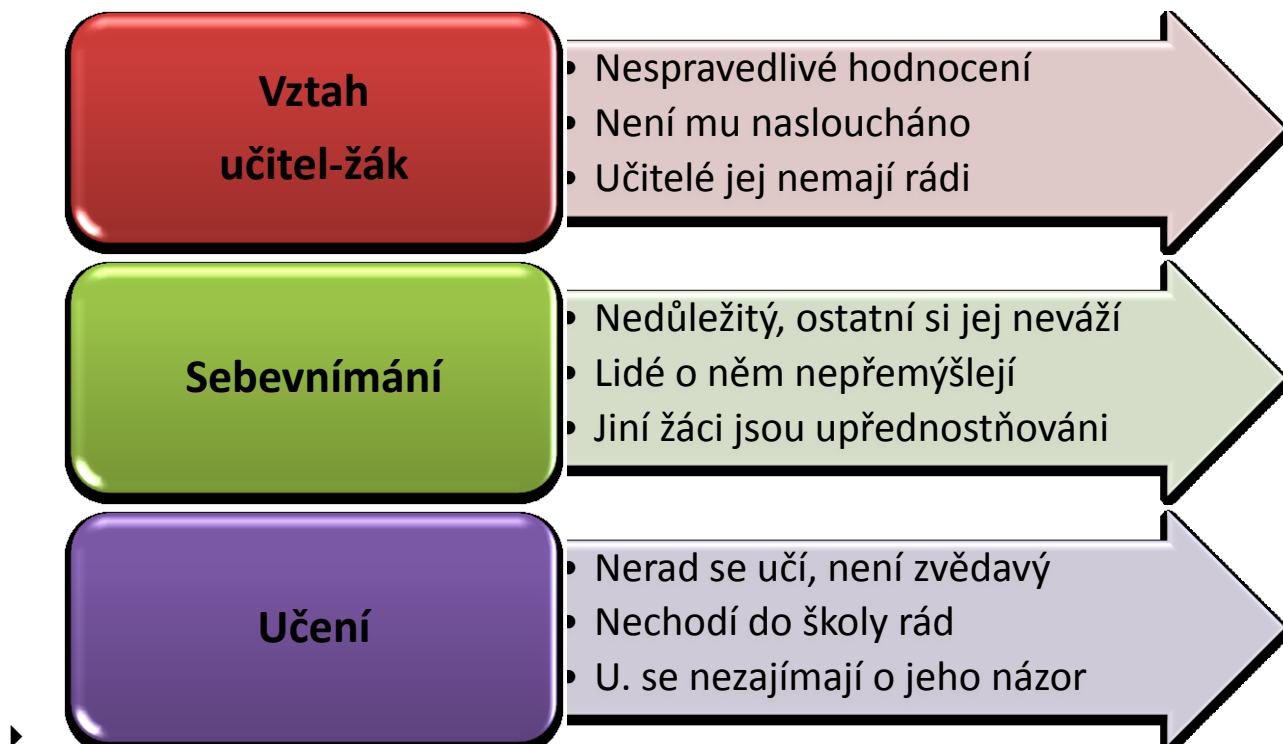 Vztah
učitel-žák
• Nespravedlivé hodnocení
• Není mu nasloucháno
• Učitelé jej nemají rádi
Sebevnímání
• Nedůležitý, ostatní si jej neváží
• Lidé o něm nepřemýšlejí
• Jiní žáci jsou upřednostňováni
Učení
• Nerad se učí, není zvědavý
• Nechodí do školy rád
• U. se nezajímají o jeho názor